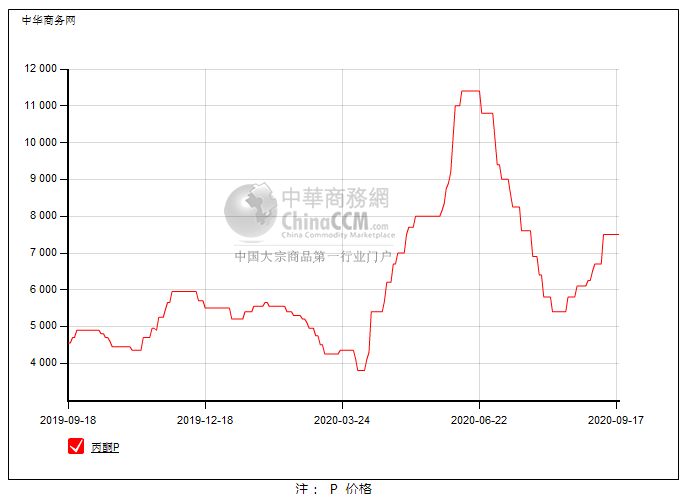 中华商务网
12 000
11 000
10 000
9 000
8 000
7 000
6 000
5 000
4 000
中華商務網
ChinaCCM.com
China Commodity Marketplace
中国大宗商品第一行业门户
2019-09-18 2019-12-18 2020-03-24 2020-06-22 2020-09-17
丙酮P
注： P 价格